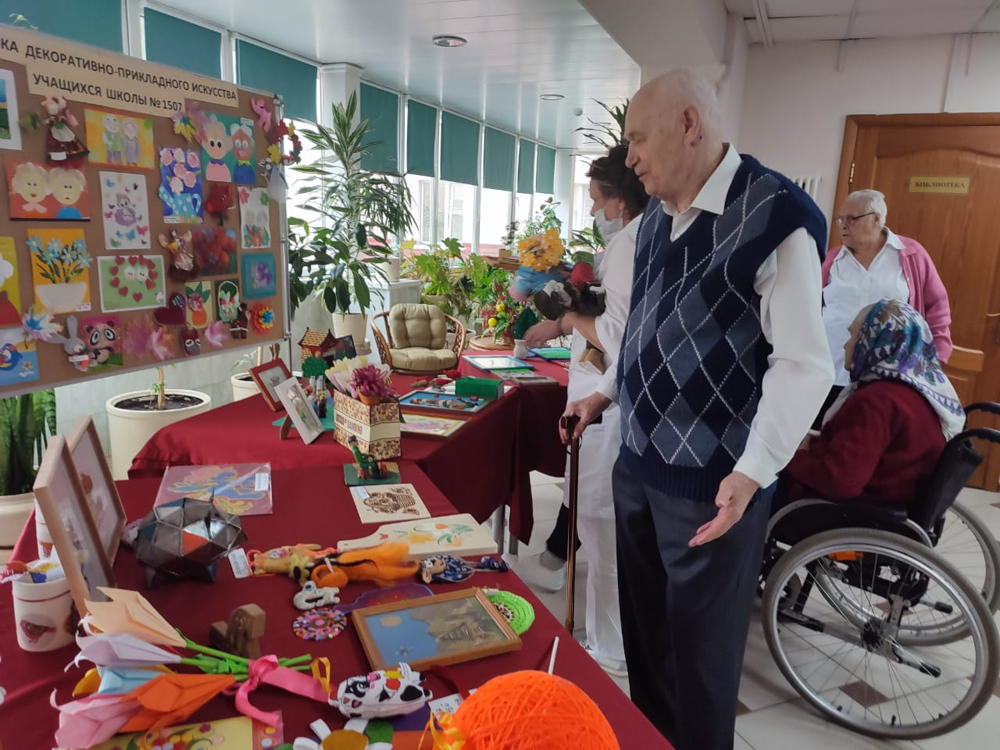 КА ДЕКОРАТИВНО-ПРИКЛАДНОГО ИСКУССТВА
УЧАЩИХСЯ ШКОЛЫ № 1507
БИБЛИОТЕКА